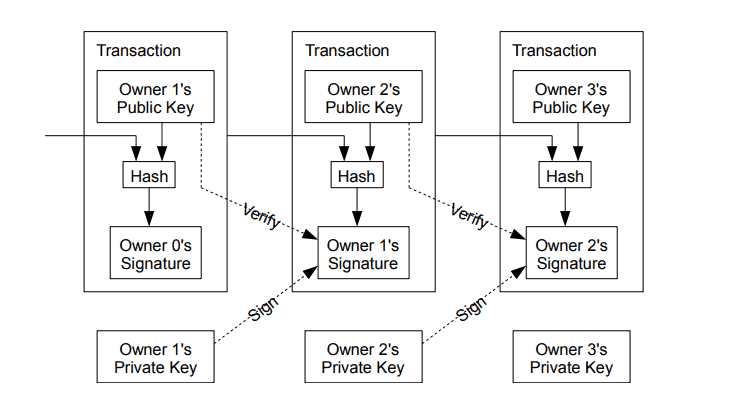 Transaction
Owner 1's
Public Key
Hash
Owner 0's
Signature
Verify
Transaction
Owner 2's
Public Key
Hash
Owner 1's
Signature
Verify
Transaction
Owner 3's
Public Key
Hash
Owner 2's
Signature
Sign
Sign
Owner 1's
Private Key
Owner 2's
Private Key
Owner 3's
Private Key